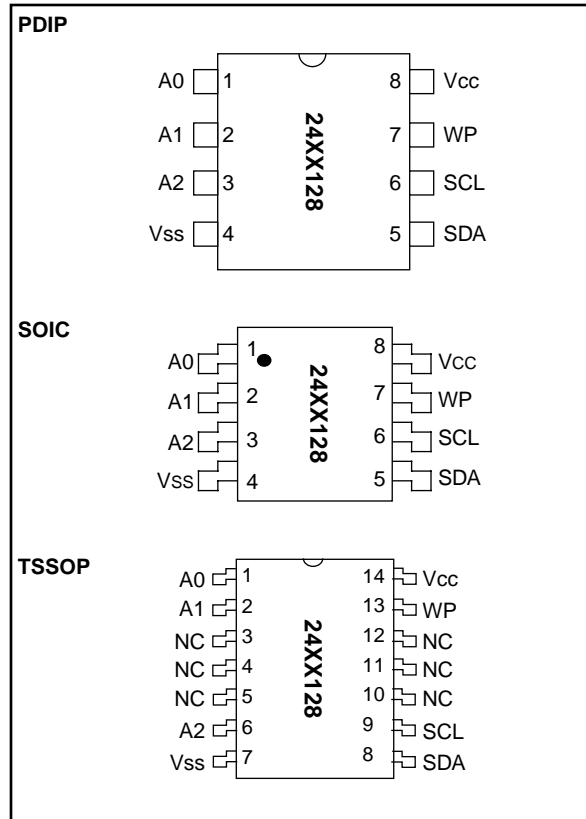 PDIP
A0 1 8 Vcc
A1 2 7 WP
A2 3 6 SCL
Vss 4 5 SDA
24XX128
SOIC
A0 1 8 Vcc
A1 2 7 WP
A2 3 6 SCL
Vss 4 5 SDA
24XX128
TSSOP
A0 1 14 Vcc
A1 2 13 WP
NC 3 12 NC
NC 4 11 NC
NC 5 10 NC
A2 6 9 SCL
Vss 7 8 SDA
24XX128